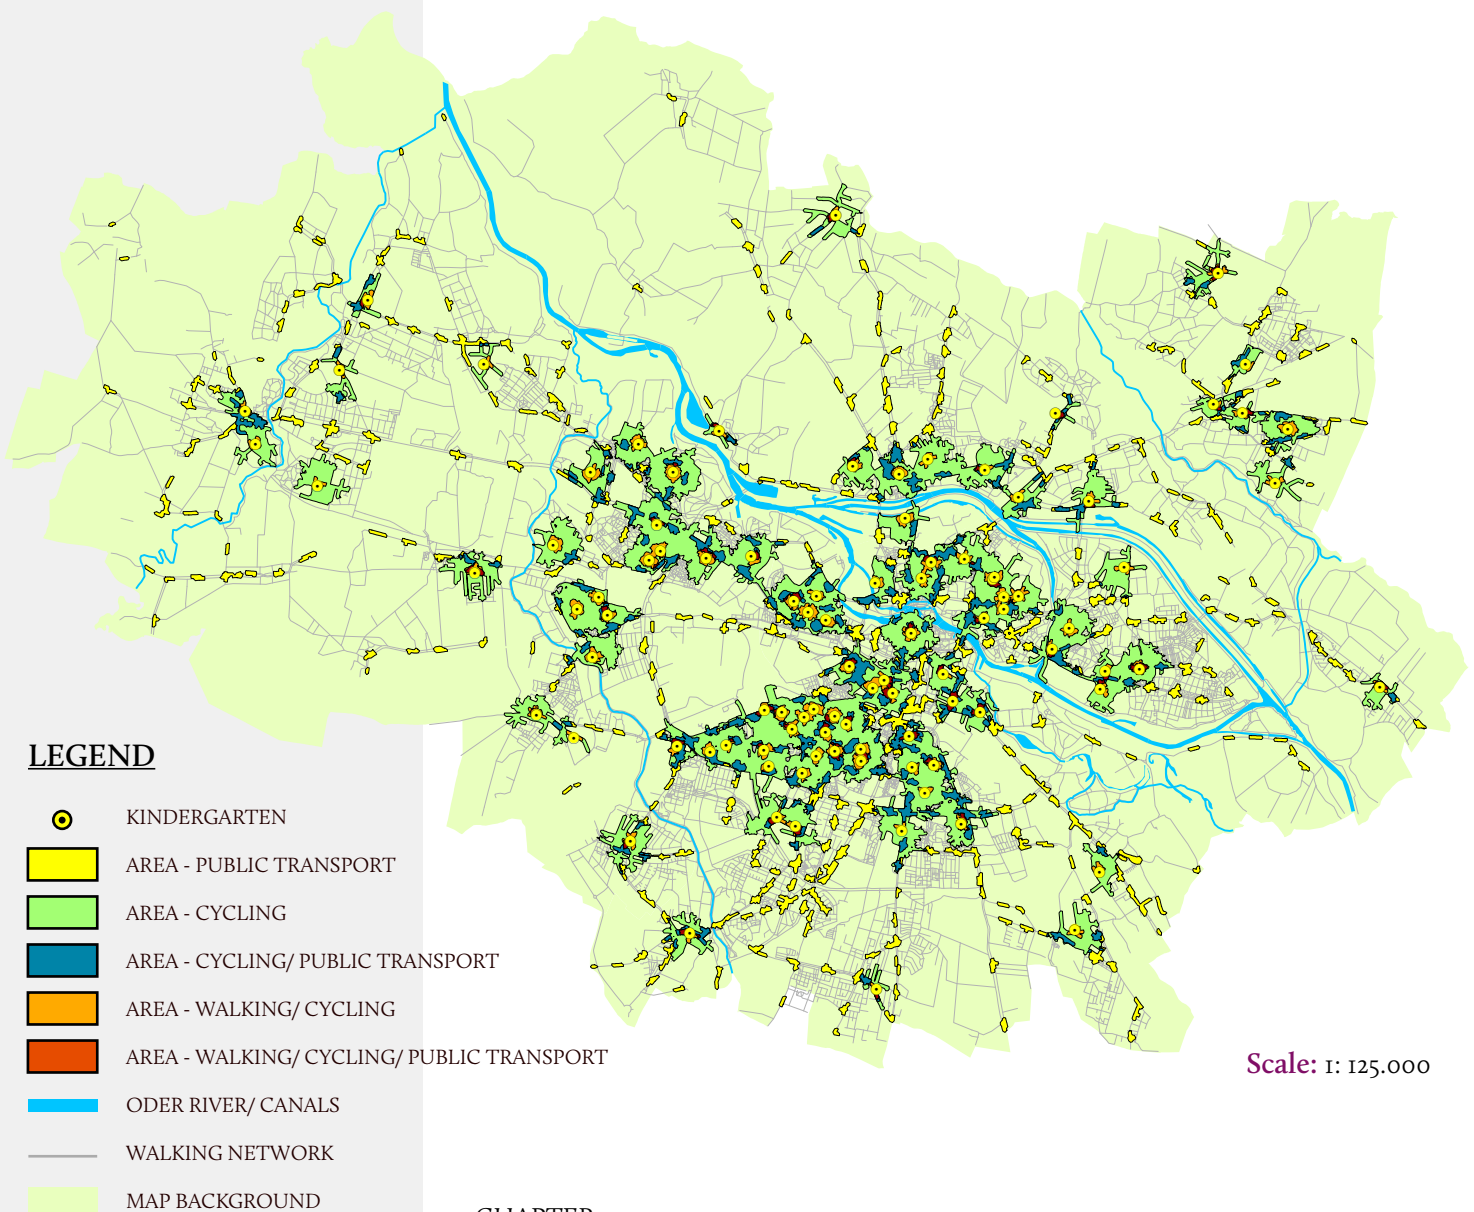 LEGEND
KINDERGARTEN
AREA - PUBLIC TRANSPORT
AREA - CYCLING
AREA - CYCLING/ PUBLIC TRANSPORT
AREA - WALKING/ CYCLING
AREA - WALKING/ CYCLING/ PUBLIC TRANSPORT
ODER RIVER/ CANALS
WALKING NETWORK
MAP BACKGROUND
Scale: 1: 125.000
CHAPTER